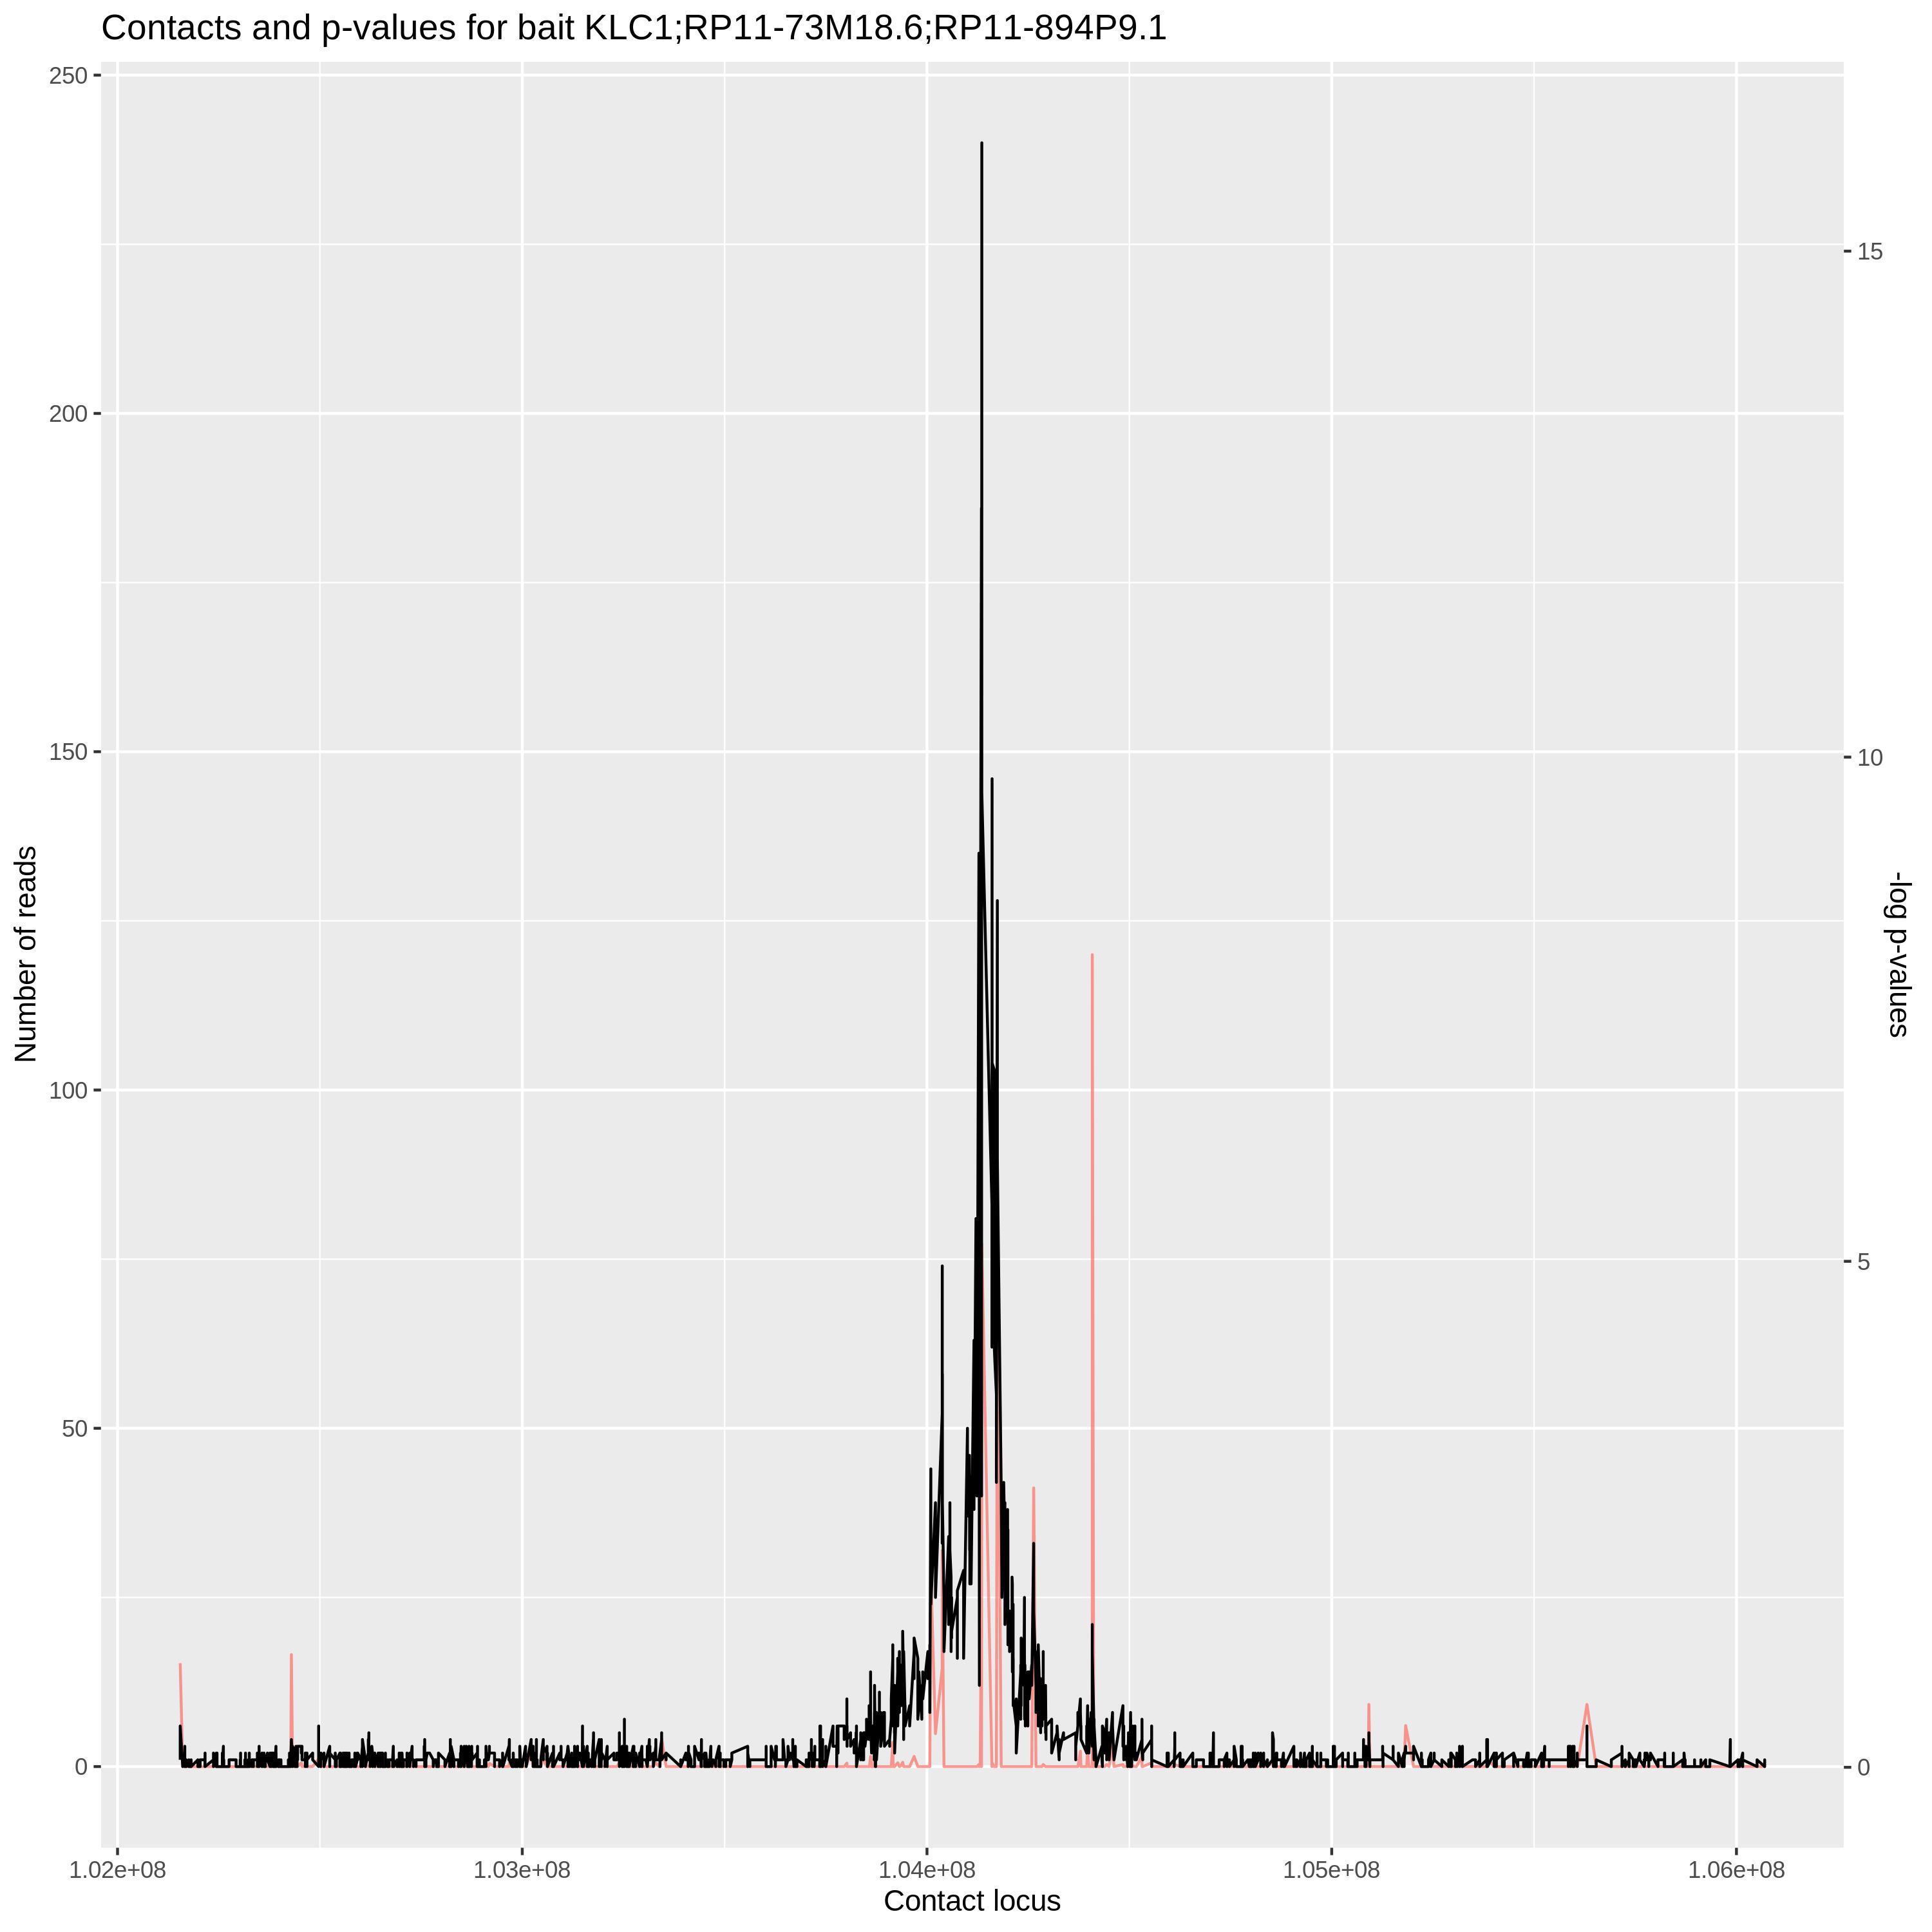 Contacts and p-values for bait KLC1;RP11-73M18.6;RP11-894P9.1
250
200
150
100
50
0
Number of reads
15
10
5
0
-log p-values
1.02e+08
1.03e+08
1.04e+08
1.05e+08
1.06e+08
Contact locus